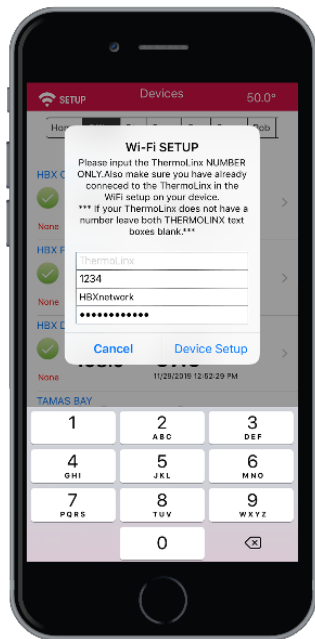 SETUP
Devices
50.0°
Wi-Fi SETUP
Please input the ThermoLinx NUMBER
ONLY.Also make sure you have already
conneced to the ThermoLinx in the
WiFi setup on your device.
*** If your ThermoLinx does not have a
number leave both THERMOLINX text
boxes blank.***
ThermoLinx
1234
HBXnetwork
••••••••••••
Cancel
Device Setup
HBX
None
HBX
None
HBX
None
11/29/2019 12:52:29 PM
TAMAS BAY
1
2
ABC
3
DEF
4
GHI
5
JKL
6
MNO
7
PQRS
8
TUV
9
WXYZ
0